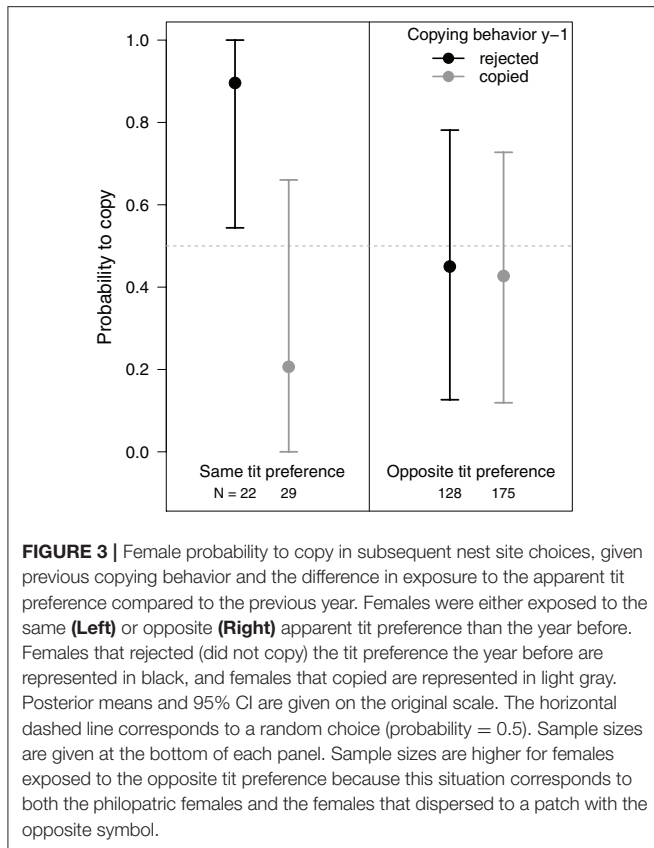 Copying behavior y−1
rejected
copied
1.0
0.8
0.6
0.4
0.2
0.0
Probability to copy
Same tit preference
Opposite tit preference
N = 22 29
128 175
FIGURE 3 | Female probability to copy in subsequent nest site choices, given
previous copying behavior and the difference in exposure to the apparent tit
preference compared to the previous year. Females were either exposed to the
same (Left) or opposite (Right) apparent tit preference than the year before.
Females that rejected (did not copy) the tit preference the year before are
represented in black, and females that copied are represented in light gray.
Posterior means and 95% CI are given on the original scale. The horizontal
dashed line corresponds to a random choice (probability = 0.5). Sample sizes
are given at the bottom of each panel. Sample sizes are higher for females
exposed to the opposite tit preference because this situation corresponds to
both the philopatric females and the females that dispersed to a patch with the
opposite symbol.